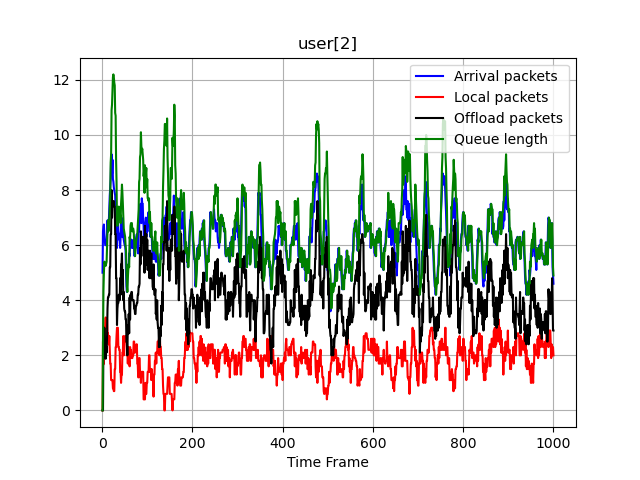 user[2]
Arrival packets
Local packets
Offload packets
Queue length
12
10
8
6
4
2
0
0 200 400 600 800 1000
Time Frame